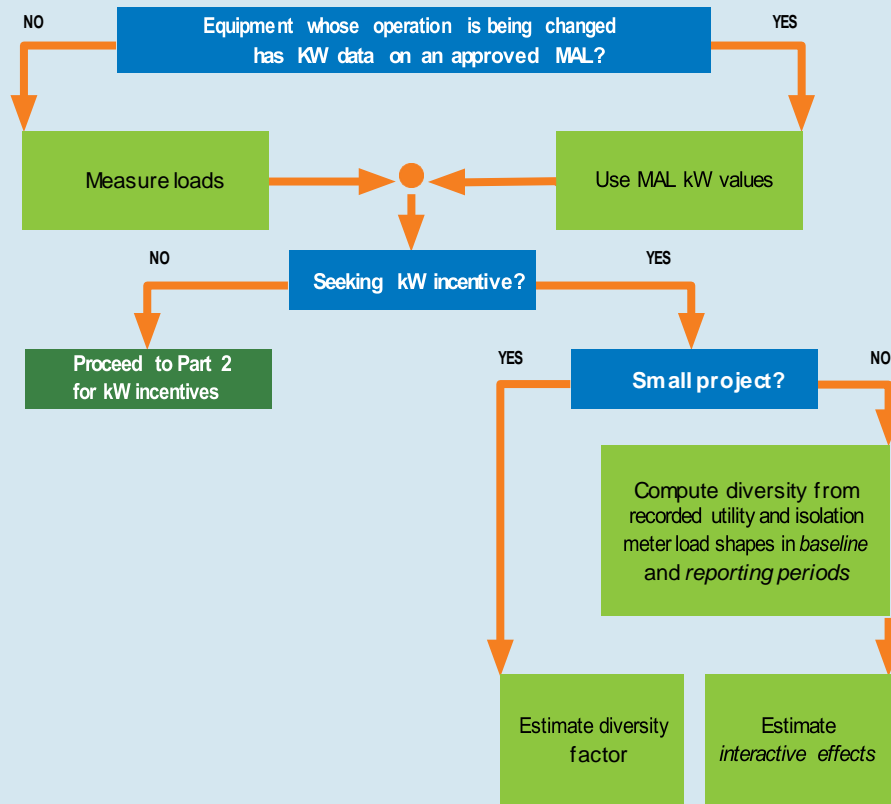 NO
YES
Equipment whose operation is being changed
has KW data on an approved MAL?
Measure loads
Use MAL kW values
NO
YES
Seeking kW incentive?
Proceed to Part 2
for kW incentives
YES
NO
Small project?
Compute diversity from
recorded utility and isolation
meter load shapes in baseline
and reporting periods
Estimate diversity
factor
Estimate
interactive effects